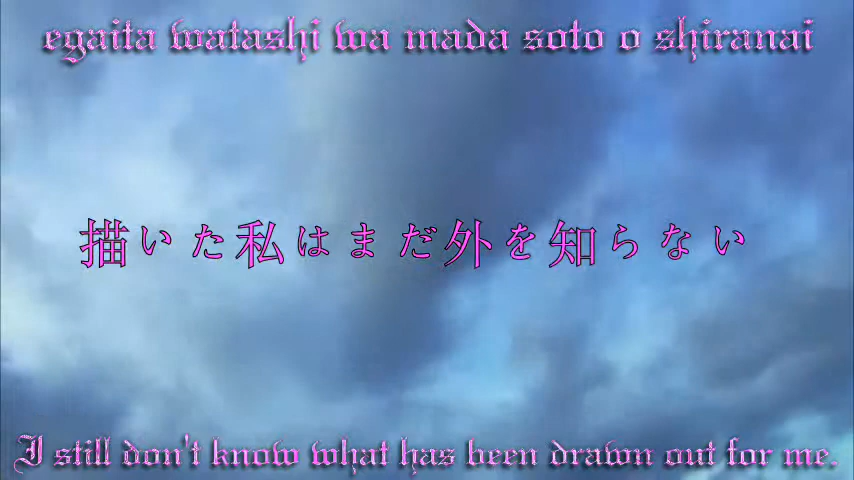 egaita watashi wa mada soto o shiranai
描いた私はまだ外を知らない
I still don't know what has been drawn out for me.